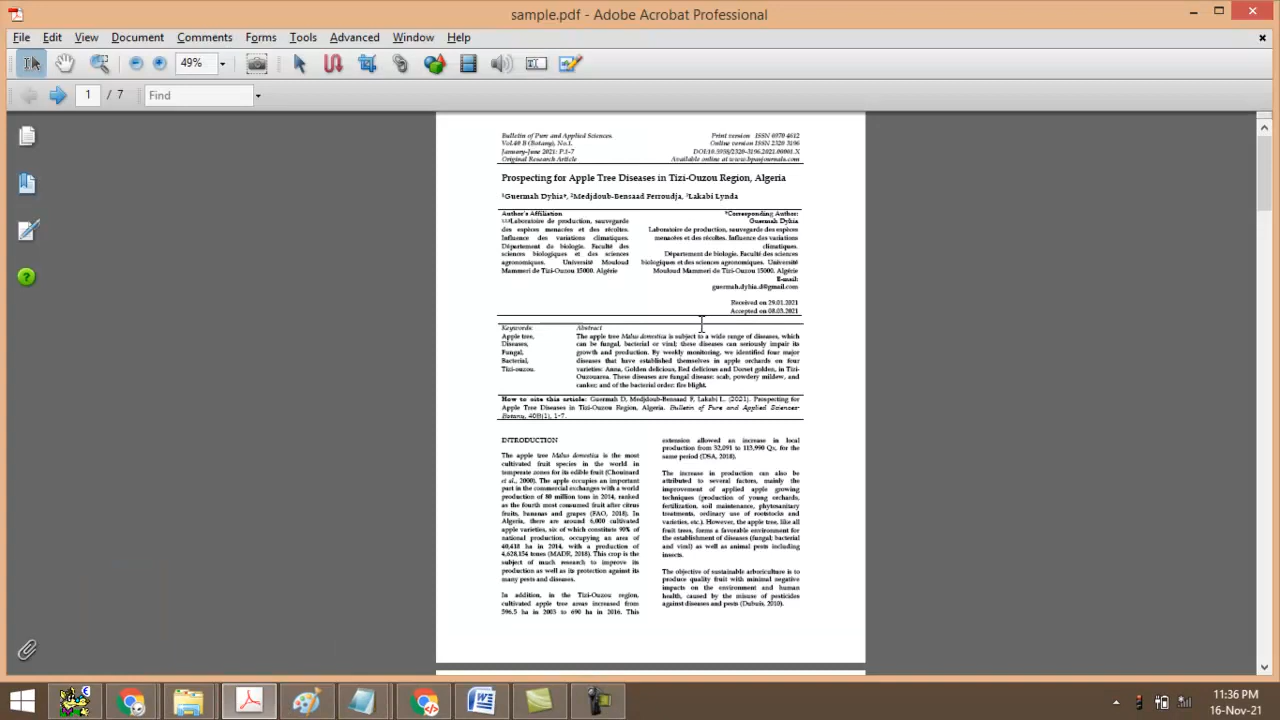 sample.pdf - Adobe Acrobat Professional
File Edit View Document Comments Forms Tools Advanced Window Help
49%
1 / 7 Find
Bulletin of Pure and Applied Sciences.
Vol.40 B (Botany), No.1.
January-June 2021: P.1-7
Original Research Article
Print version ISSN 0970 4612
Online version ISSN 2320 3196
DOI:10.5958/2320-3196.2021.00001.X
Available online at www.bpasjournals.com
Prospecting for Apple Tree Diseases in Tizi-Ouzou Region, Algeria
¹Guermah Dyhia*, ²Medjdoub-Bensaad Ferroudja, ³Lakabi Lynda
Author's Affiliation
¹,²,³Laboratoire de production, sauvegarde
des espèces menacées et des récoltes.
Influence des variations climatiques.
Département de biologie. Faculté des
sciences biologiques et des sciences
agronomiques. Université Mouloud
Mammeri de Tizi-Ouzou 15000. Algérie
*Corresponding Author:
Guermah Dyhia
Laboratoire de production, sauvegarde des espèces
menacées et des récoltes. Influence des variations
climatiques.
Département de biologie. Faculté des sciences
biologiques et des sciences agronomiques. Université
Mouloud Mammeri de Tizi-Ouzou 15000. Algérie
E-mail:
guermah.dyhia.d@gmail.com
Received on 29.01.2021
Accepted on 08.03.2021
Keywords:
Apple tree,
Diseases,
Fungal,
Bacterial,
Tizi-ouzou.
Abstract
The apple tree Malus domestica is subject to a wide range of diseases, which
can be fungal, bacterial or viral; these diseases can seriously impair its
growth and production. By weekly monitoring, we identified four major
diseases that have established themselves in apple orchards on four
varieties: Anna, Golden delicious, Red delicious and Dorset golden, in Tizi-
Ouzouarea. These diseases are fungal disease: scab, powdery mildew, and
canker; and of the bacterial order: fire blight.
How to cite this article: Guermah D, Medjdoub-Bensaad F, Lakabi L. (2021). Prospecting for
Apple Tree Diseases in Tizi-Ouzou Region, Algeria. Bulletin of Pure and Applied Sciences-
Botany, 40B(1), 1-7.
INTRODUCTION
The apple tree Malus domestica is the most
cultivated fruit species in the world in
temperate zones for its edible fruit (Chouinard
et al., 2000). The apple occupies an important
part in the commercial exchanges with a world
production of 80 million tons in 2014, ranked
as the fourth most consumed fruit after citrus
fruits, bananas and grapes (FAO, 2018). In
Algeria, there are around 6,000 cultivated
apple varieties, six of which constitute 90% of
national production, occupying an area of
40,418 ha in 2014, with a production of
4,628,154 tones (MADR, 2018). This crop is the
subject of much research to improve its
production as well as its protection against its
many pests and diseases.
In addition, in the Tizi-Ouzou region,
cultivated apple tree areas increased from
596.5 ha in 2003 to 690 ha in 2016. This
extension allowed an increase in local
production from 32,091 to 113,990 Qx, for the
same period (DSA, 2018).
The increase in production can also be
attributed to several factors, mainly the
improvement of applied apple growing
techniques (production of young orchards,
fertilization, soil maintenance, phytosanitary
treatments, ordinary use of rootstocks and
varieties, etc.). However, the apple tree, like all
fruit trees, forms a favorable environment for
the establishment of diseases (fungal; bacterial
and viral) as well as animal pests including
insects.
The objective of sustainable arboriculture is to
produce quality fruit with minimal negative
impacts on the environment and human
health, caused by the misuse of pesticides
against diseases and pests (Dubuis, 2010).
11:36 PM
16-Nov-21